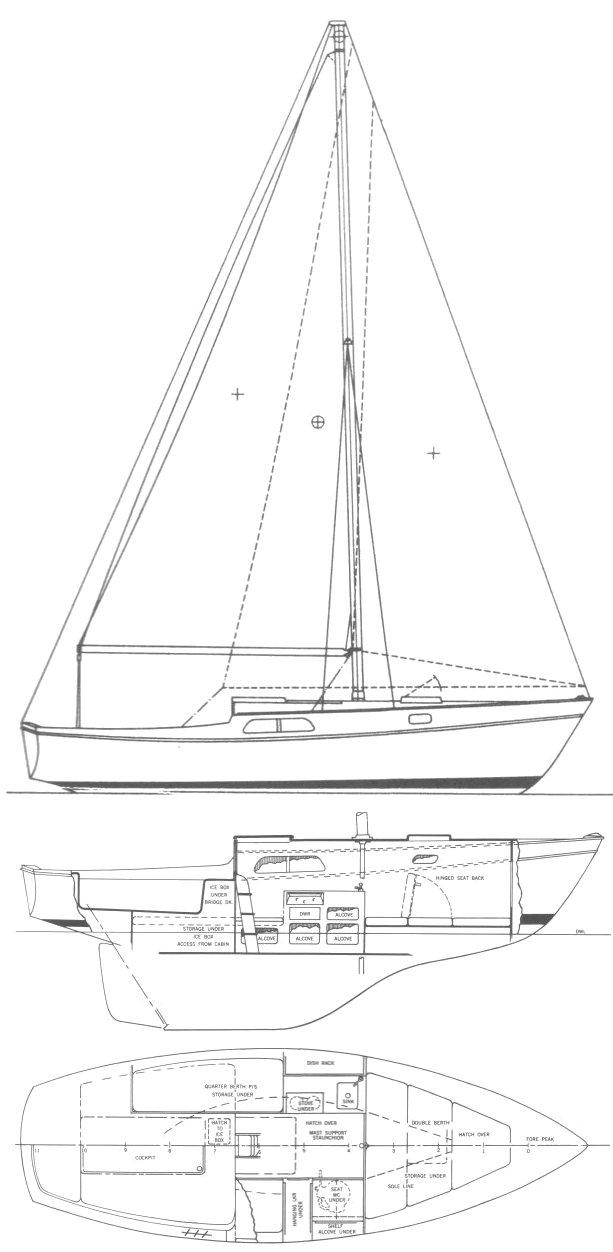 ICE BOX
UNDER
BRIDGE DK.
HINGED SEAT BACK
DWR
ALCOVE
STORAGE UNDER
ICE BOX
ACCESS FROM CABIN
ALCOVE
ALCOVE
ALCOVE
DWL
DISH RACK
QUARTER BERTH P/S
STORAGE UNDER
STOVE
UNDER
SINK
HATCH
TO
ICE
BOX
HATCH OVER
MAST SUPPORT
STAUNCHION
DOUBLE BERTH
HATCH OVER
FORE PEAK
11 10 9 8 7 6 5 4 3 2 1 0
COCKPIT
STORAGE UNDER
SOLE LINE
SEAT
WC
UNDER
HANGING LKR
UNDER
SHELF
ALCOVE UNDER